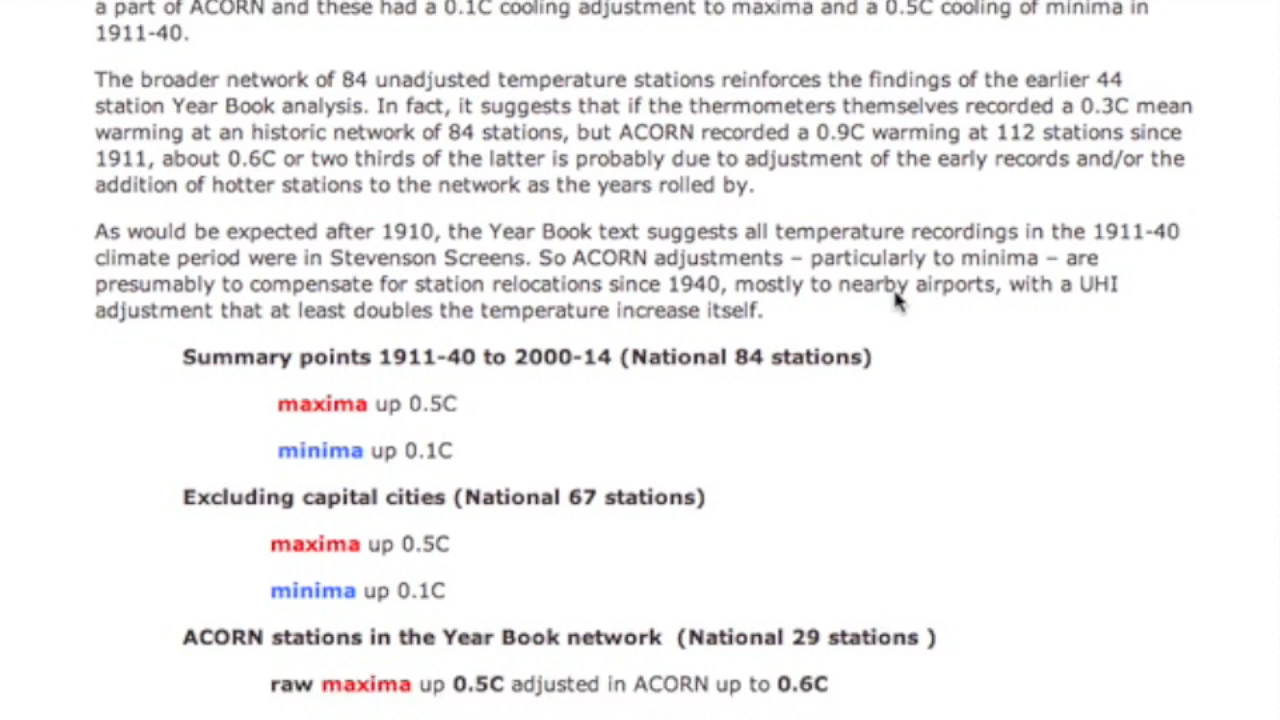 a part of ACORN and these had a 0.1C cooling adjustment to maxima and a 0.5C cooling of minima in
1911-40.
The broader network of 84 unadjusted temperature stations reinforces the findings of the earlier 44
station Year Book analysis. In fact, it suggests that if the thermometers themselves recorded a 0.3C mean
warming at an historic network of 84 stations, but ACORN recorded a 0.9C warming at 112 stations since
1911, about 0.6C or two thirds of the latter is probably due to adjustment of the early records and/or the
addition of hotter stations to the network as the years rolled by.
As would be expected after 1910, the Year Book text suggests all temperature recordings in the 1911-40
climate period were in Stevenson Screens. So ACORN adjustments – particularly to minima – are
presumably to compensate for station relocations since 1940, mostly to nearby airports, with a UHI
adjustment that at least doubles the temperature increase itself.
Summary points 1911-40 to 2000-14 (National 84 stations)
maxima up 0.5C
minima up 0.1C
Excluding capital cities (National 67 stations)
maxima up 0.5C
minima up 0.1C
ACORN stations in the Year Book network (National 29 stations )
raw maxima up 0.5C adjusted in ACORN up to 0.6C